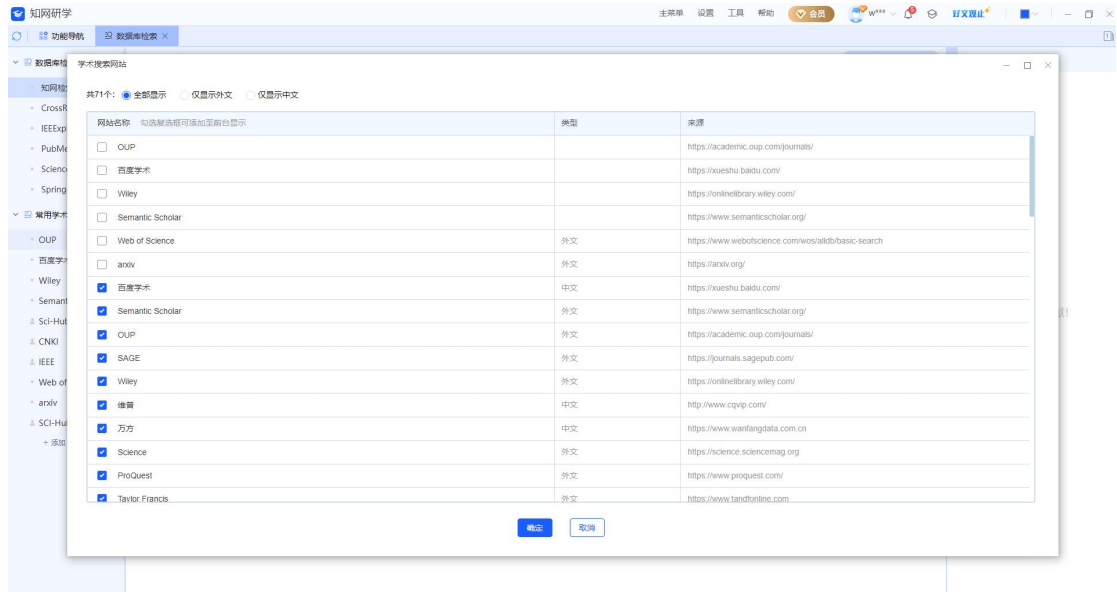 知网研学 主菜单 设置 工具 帮助 会员 w*** 5 好文观止
功能导航 数据库检索
数据库检
知网检
CrossR
IEEExp
PubMe
Scienc
Spring
常用学术
OUP
百度学术
Wiley
Semant
Sci-Hub
CNKI
IEEE
Web of
arxiv
SCI-Hu
+ 添加
学术搜索网站
共71个: 全部显示 仅显示外文 仅显示中文
网站名称 勾选复选框可添加至前台显示 类型 来源
OUP https://academic.oup.com/journals/
百度学术 https://xueshu.baidu.com/
Wiley https://onlinelibrary.wiley.com/
Semantic Scholar https://www.semanticscholar.org/
Web of Science 外文 https://www.webofscience.com/wos/alldb/basic-search
arxiv 外文 https://arxiv.org/
百度学术 中文 https://xueshu.baidu.com/
Semantic Scholar 外文 https://www.semanticscholar.org/
OUP 外文 https://academic.oup.com/journals/
SAGE 外文 https://journals.sagepub.com/
Wiley 外文 https://onlinelibrary.wiley.com/
维普 中文 http://www.cqvip.com/
万方 中文 https://www.wanfangdata.com.cn
Science 外文 https://science.sciencemag.org
ProQuest 外文 https://www.proquest.com/
Taylor Francis 外文 https://www.tandfonline.com
确定 取消